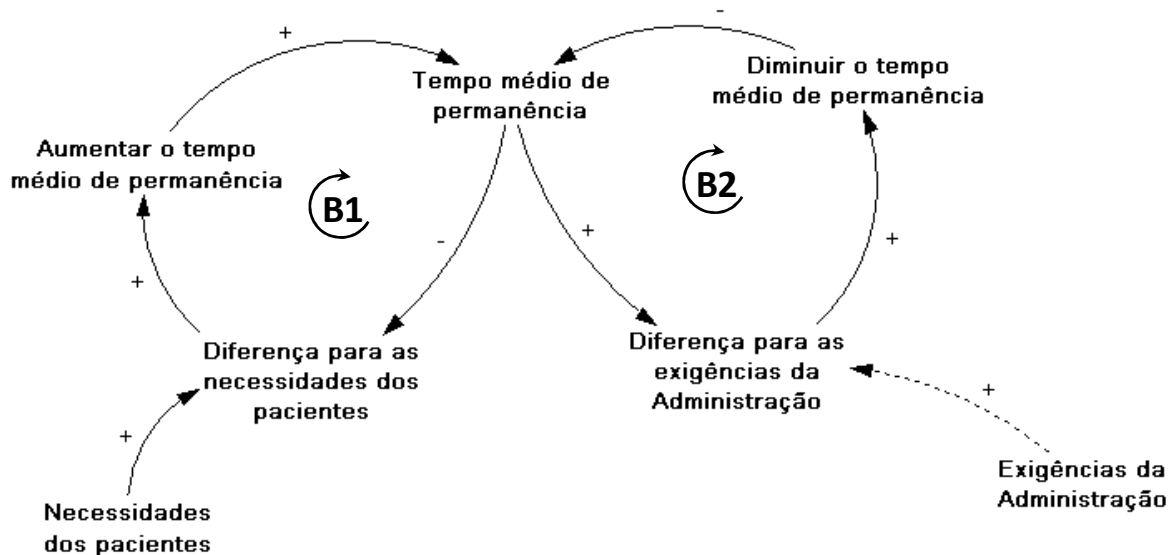 +
-
Tempo médio de
permanência
Diminuir o tempo
médio de permanência
Aumentar o tempo
médio de permanência
B1
B2
-
+
+
+
Diferença para as
necessidades dos
pacientes
Diferença para as
exigências da
Administração
+
+
Exigências da
Administração
Necessidades
dos pacientes